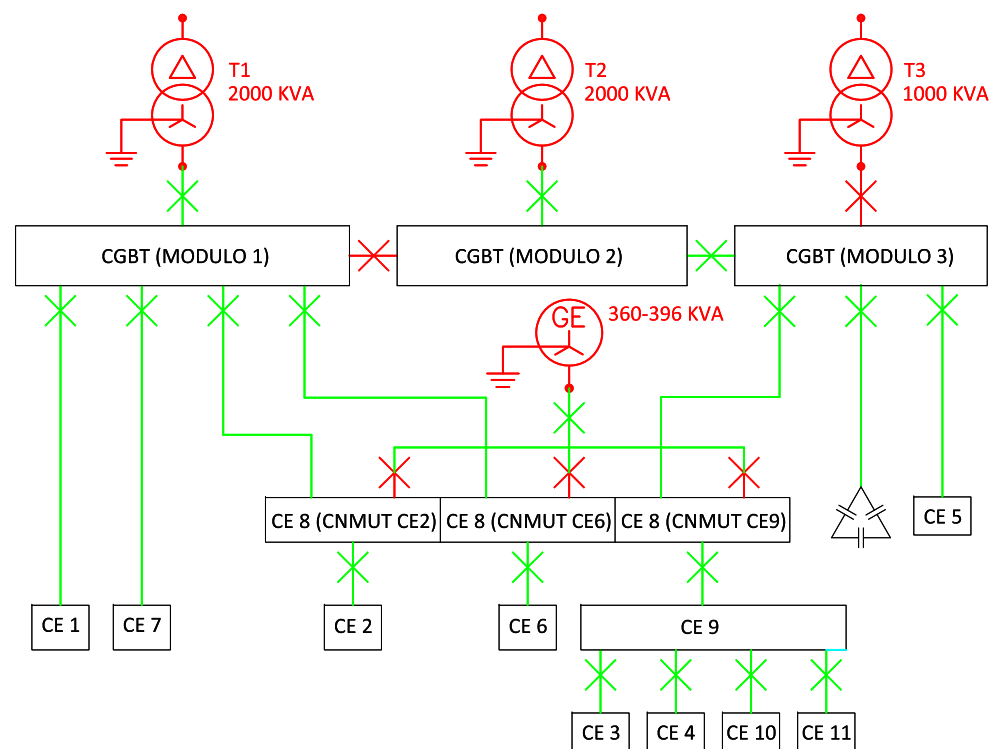 T1
2000 KVA
T2
2000 KVA
T3
1000 KVA
CGBT (MODULO 1)
CGBT (MODULO 2)
CGBT (MODULO 3)
GE
360-396 KVA
CE 8 (CNMUT CE2)
CE 8 (CNMUT CE6)
CE 8 (CNMUT CE9)
CE 5
CE 1
CE 7
CE 2
CE 6
CE 9
CE 3
CE 4
CE 10
CE 11